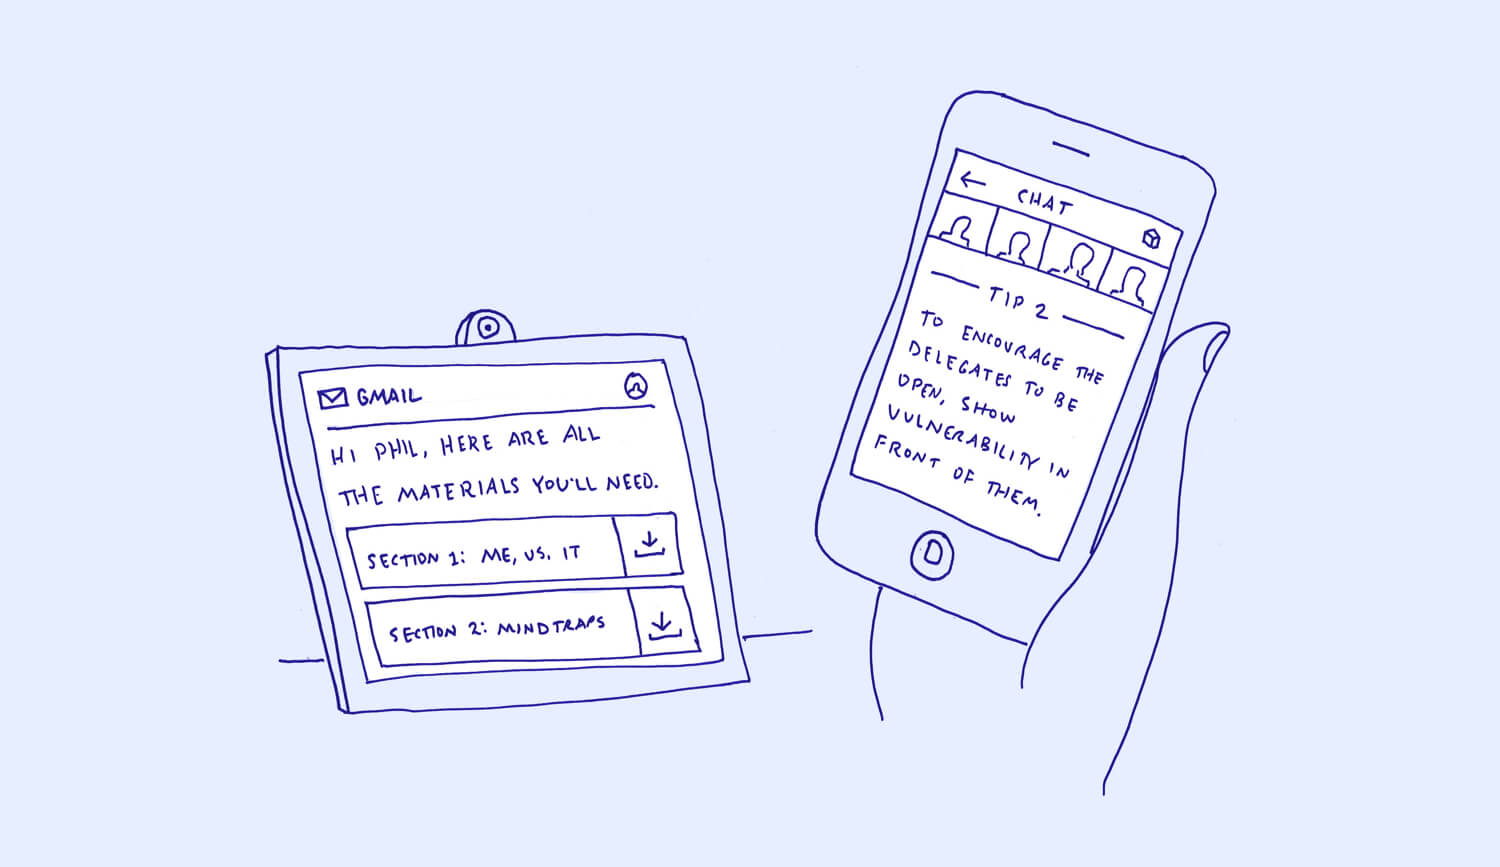 GMAIL
HI PHIL, HERE ARE ALL
THE MATERIALS YOU'LL NEED.
SECTION 1: ME, US, IT
SECTION 2: MINDTRAPS
CHAT
TIP 2
TO ENCOURAGE THE
DELEGATES TO BE
OPEN, SHOW
VULNERABILITY IN
FRONT OF THEM.